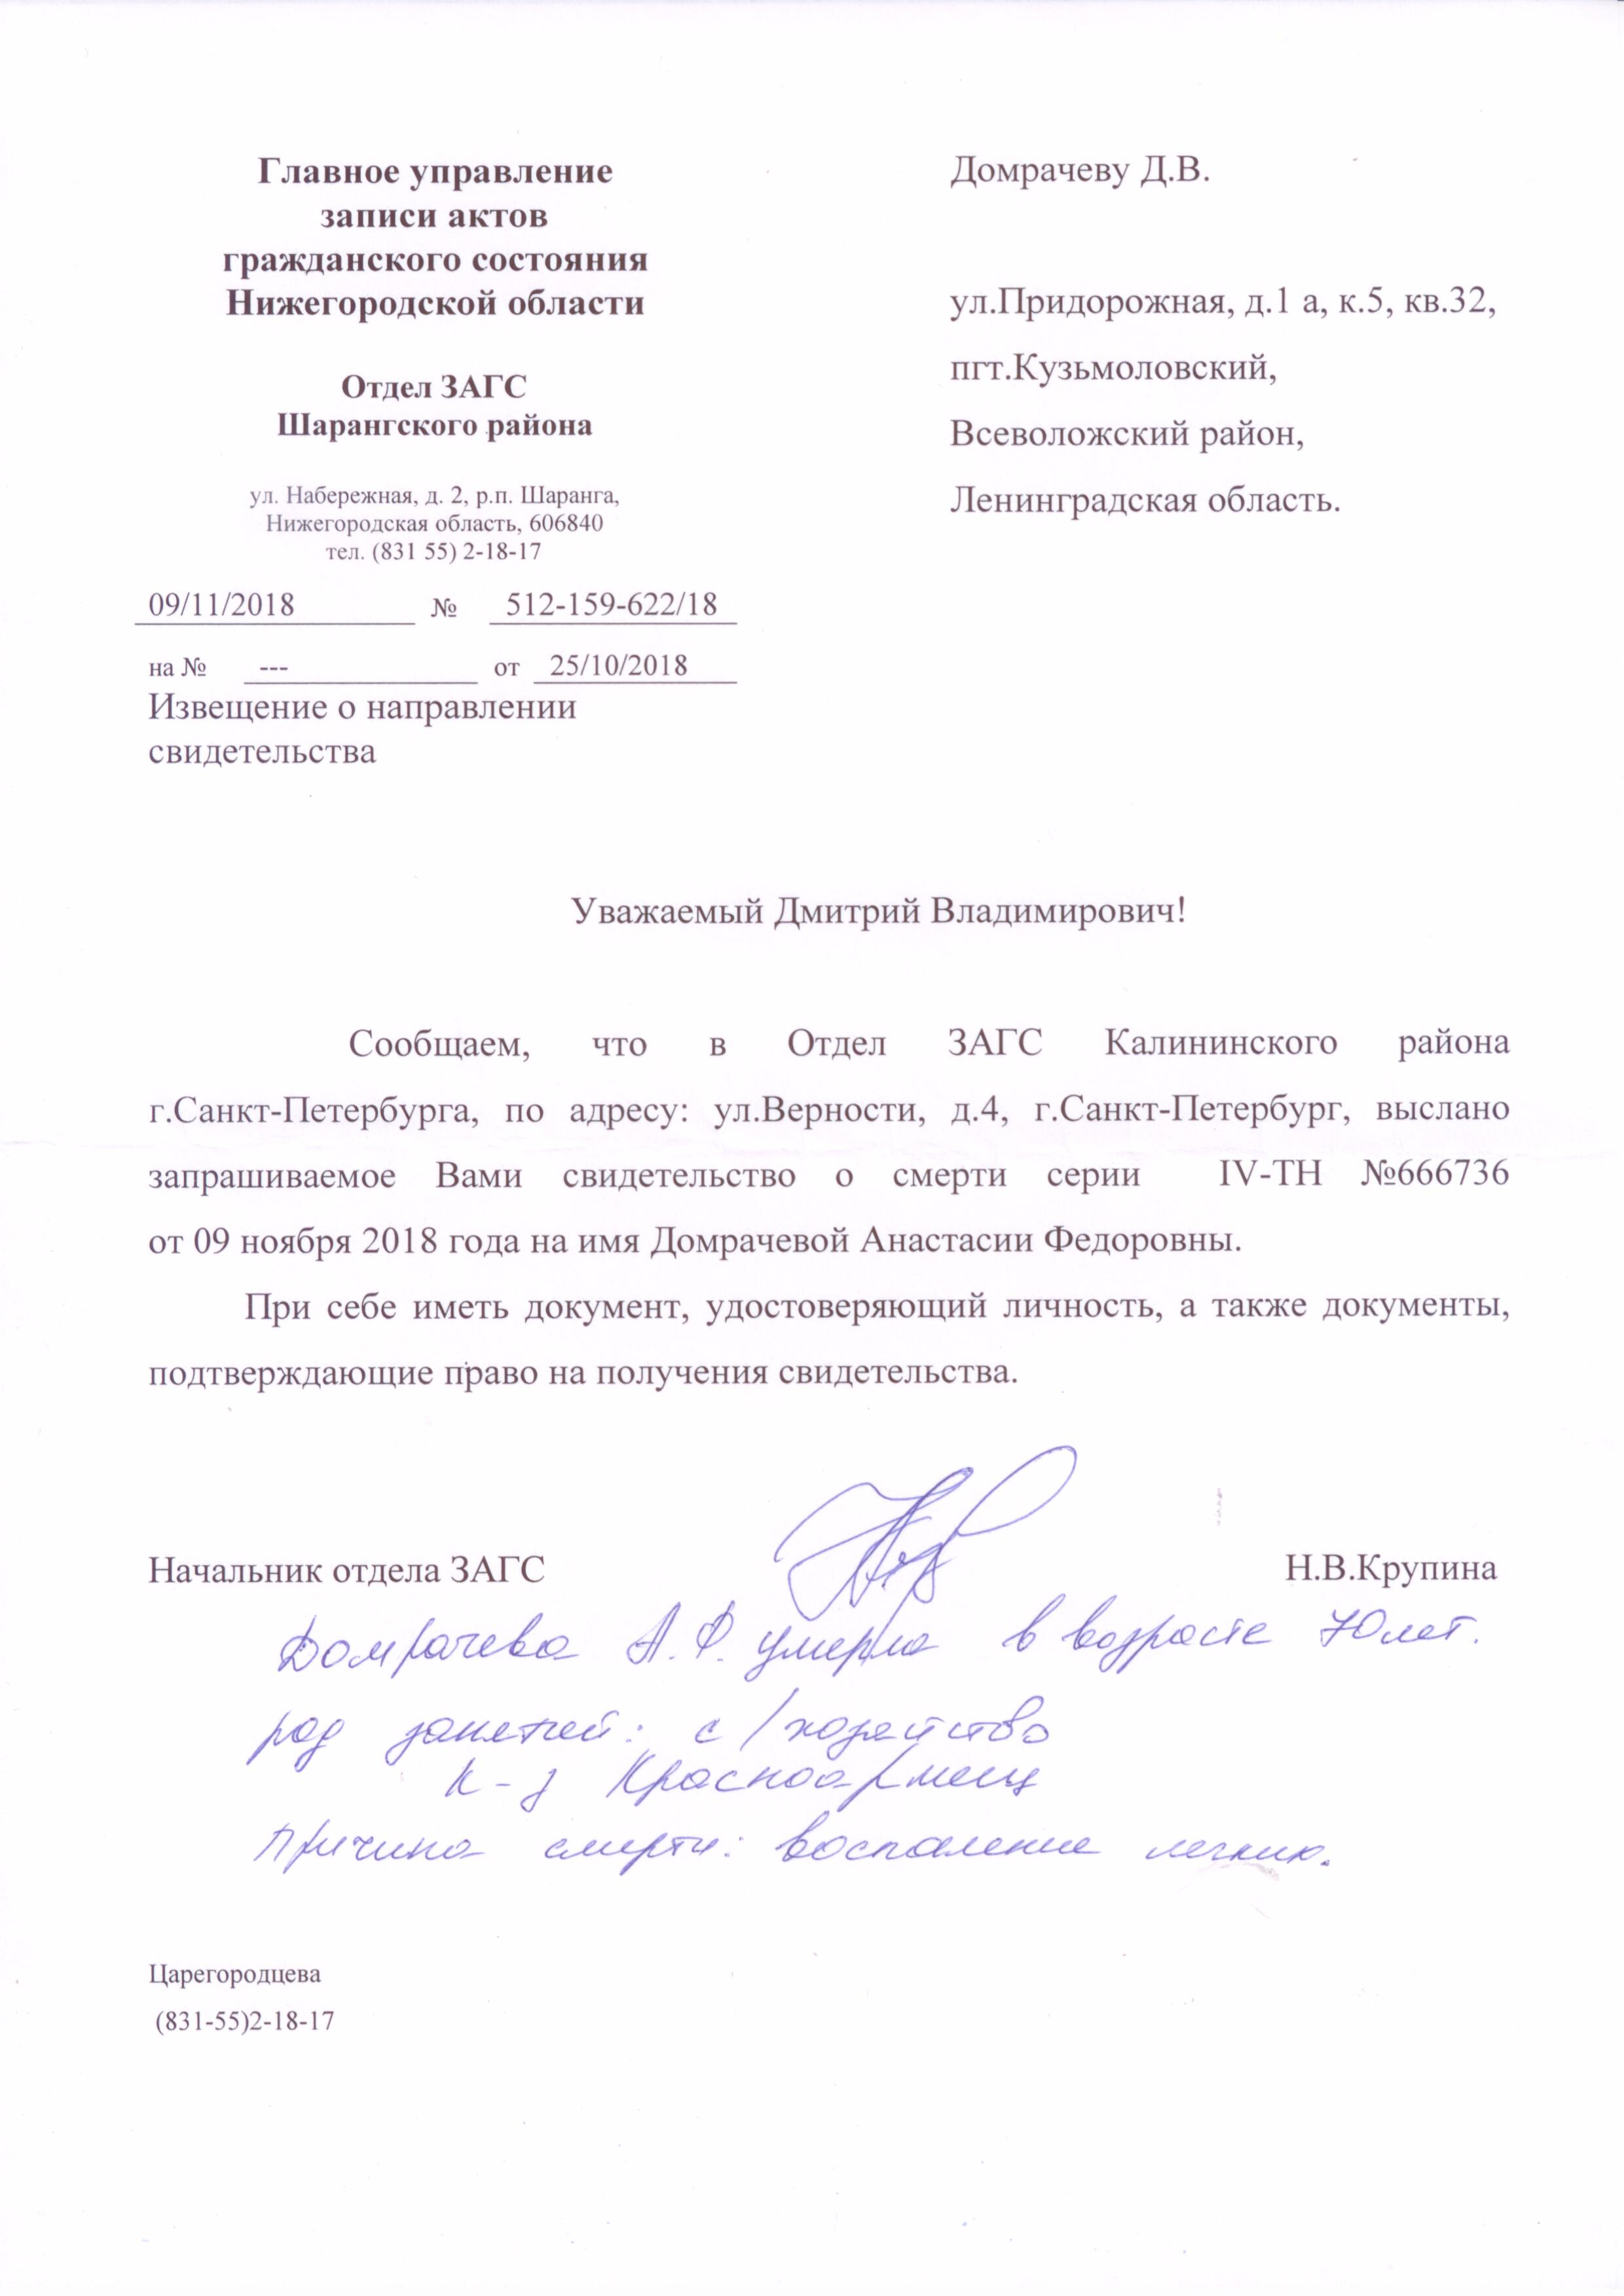 Главное управление
записи актов
гражданского состояния
Нижегородской области
Отдел ЗАГС
Шарангского района
ул. Набережная, д. 2, р.п. Шаранга,
Нижегородская область, 606840
тел. (831 55) 2-18-17
09/11/2018 № 512-159-622/18
на № --- от 25/10/2018
Извещение о направлении
свидетельства
Домрачеву Д.В.
ул.Придорожная, д.1 а, к.5, кв.32,
пгт.Кузьмоловский,
Всеволожский район,
Ленинградская область.
Уважаемый Дмитрий Владимирович!
Сообщаем, что в Отдел ЗАГС Калининского района
г.Санкт-Петербурга, по адресу: ул.Верности, д.4, г.Санкт-Петербург, выслано
запрашиваемое Вами свидетельство о смерти серии IV-ТН №666736
от 09 ноября 2018 года на имя Домрачевой Анастасии Федоровны.
При себе иметь документ, удостоверяющий личность, а также документы,
подтверждающие право на получения свидетельства.
Начальник отдела ЗАГС Н.В.Крупина
Домрачева А.Ф. умерла в возрасте 70 лет.
род занятий: с/хозяйство
к-з Красноармеец
Причина смерти: воспаление легких.
Царегородцева
(831-55)2-18-17